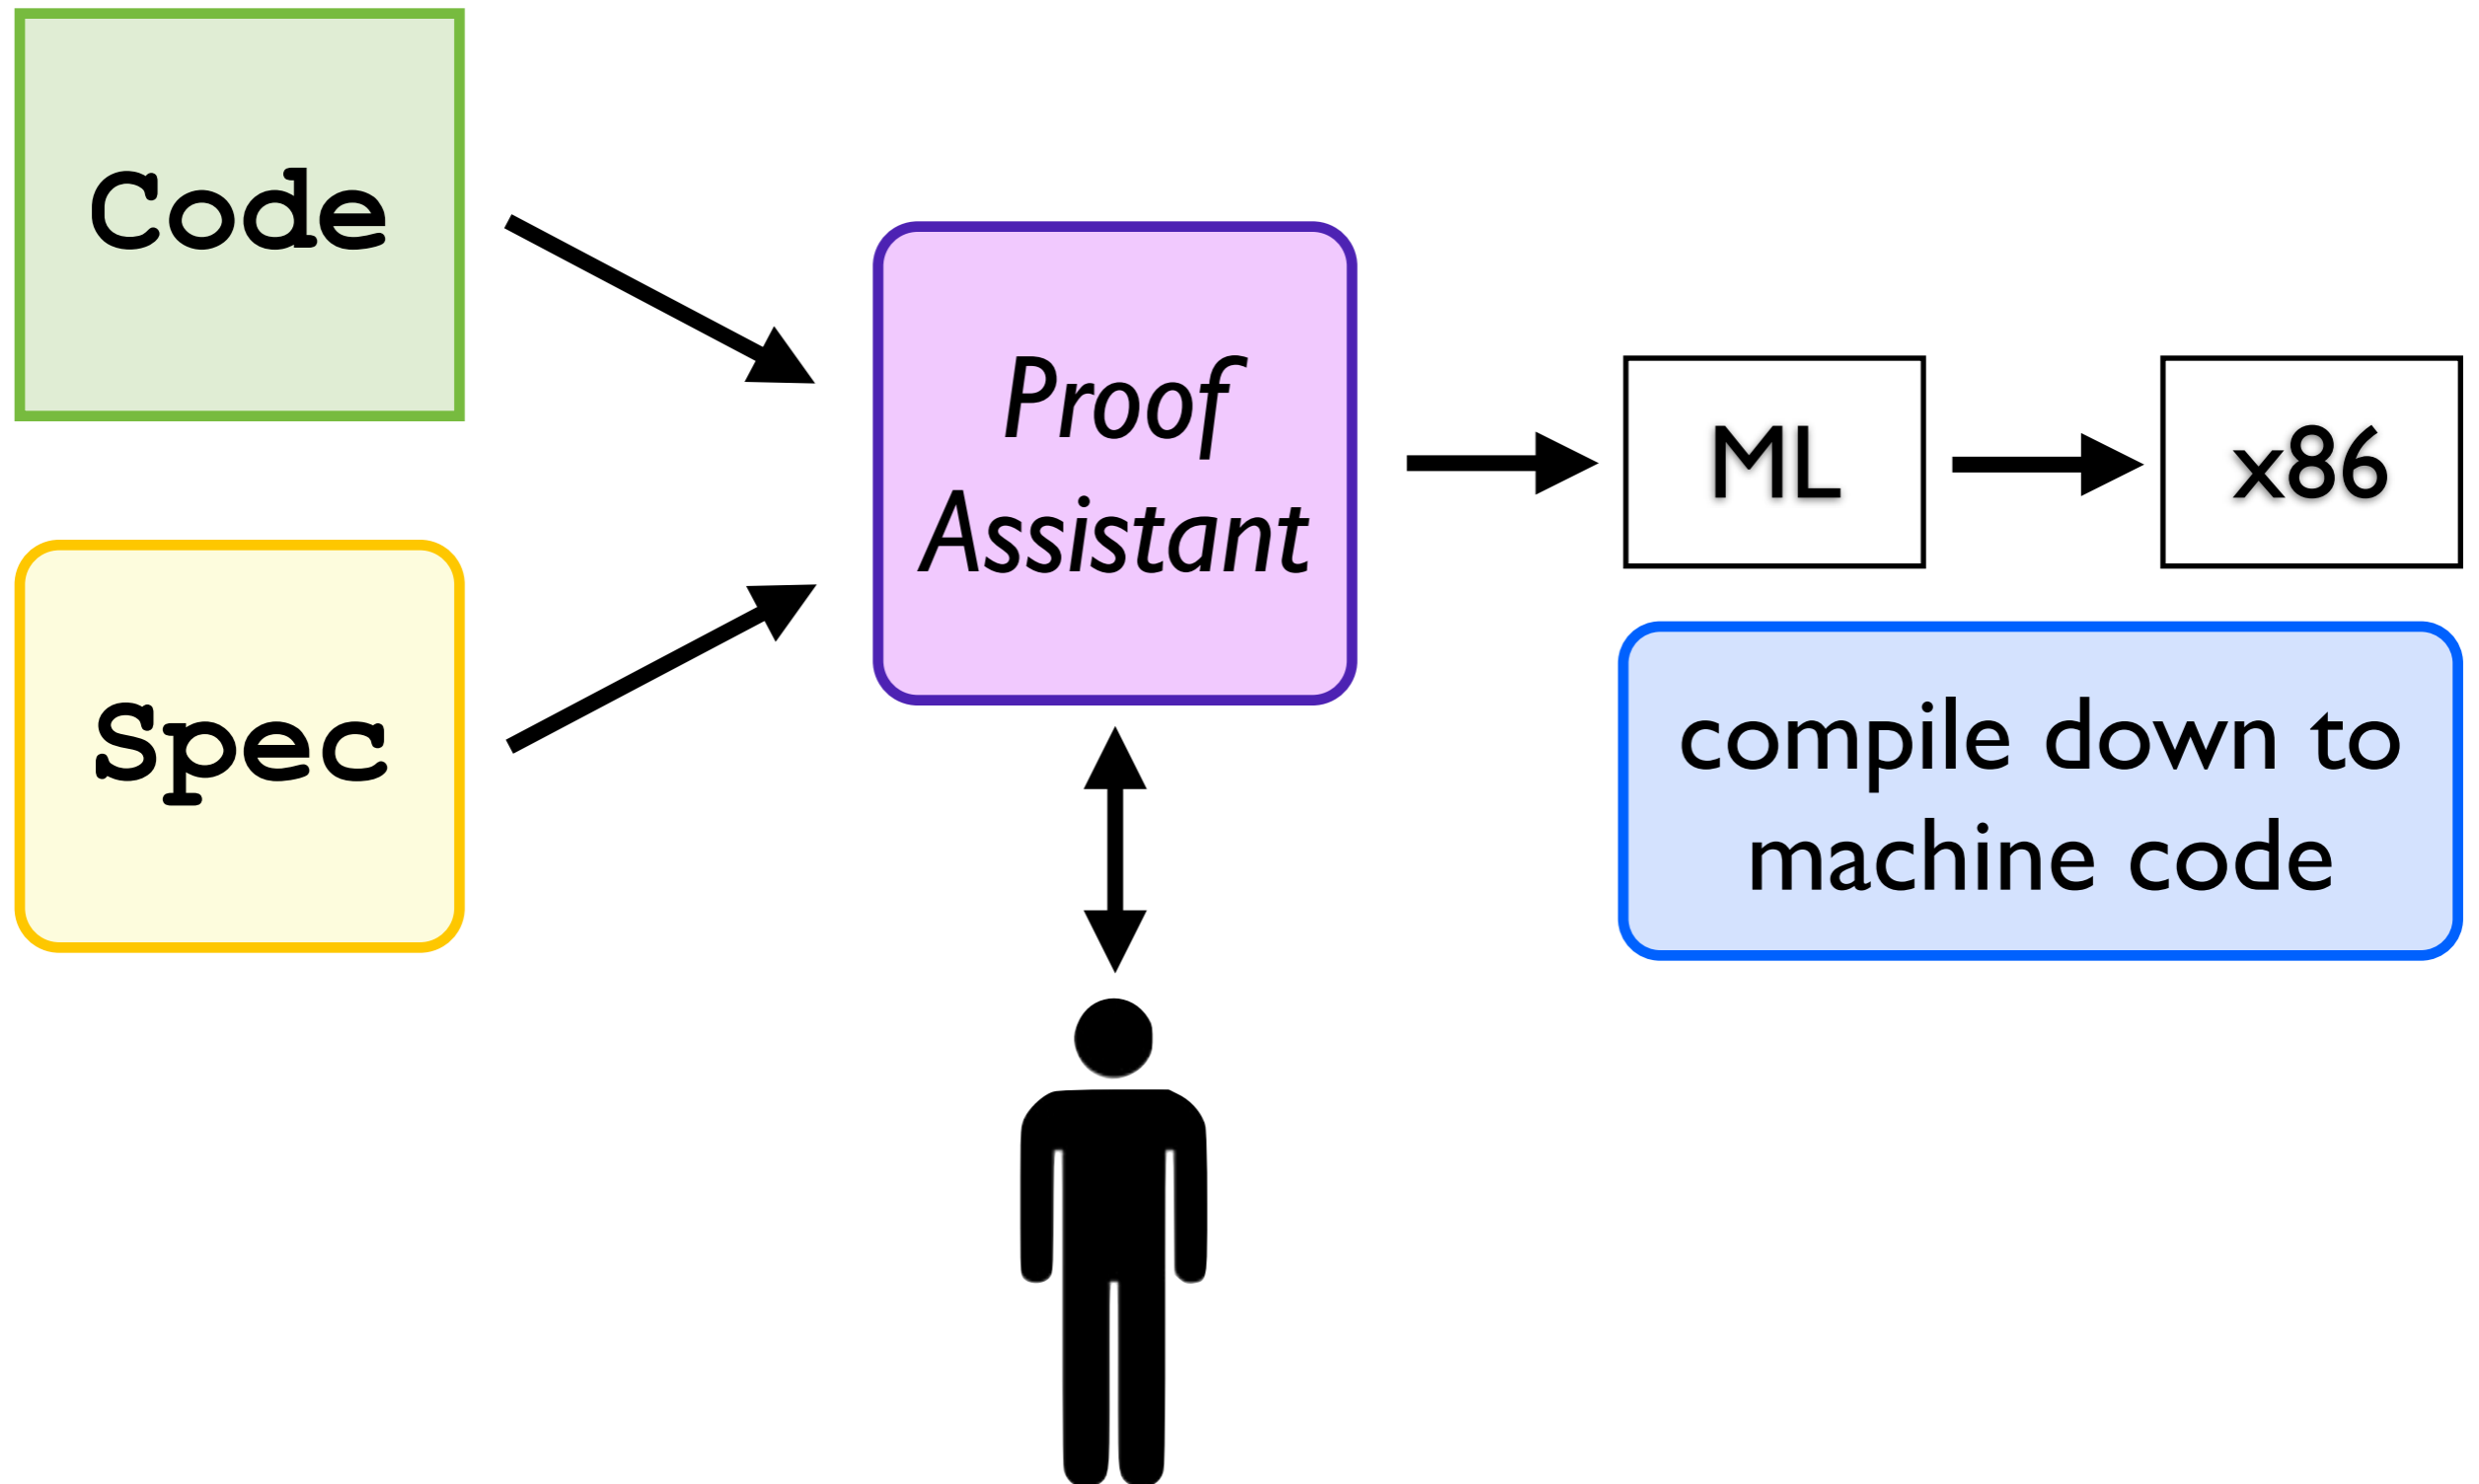 Code
Spec
Proof
Assistant
ML
x86
compile down to
machine code